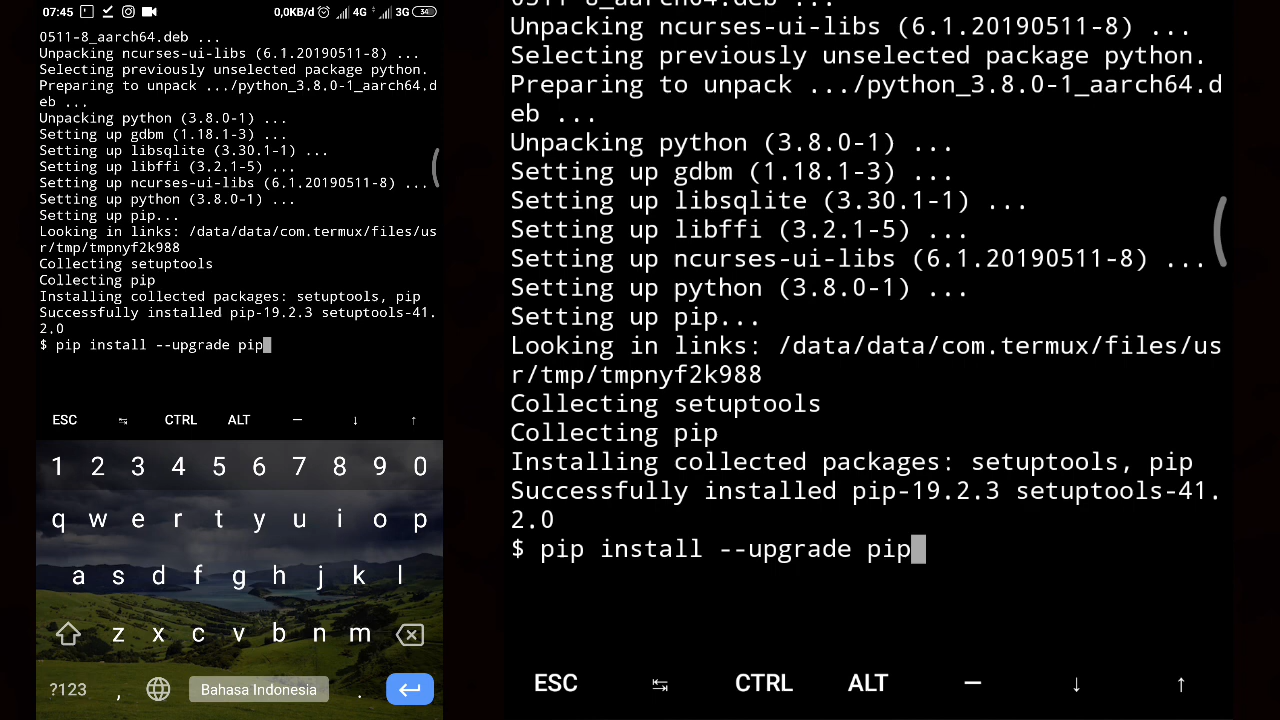 07:45 0,0KB/d 4G 3G 34
0511-8_aarch64.deb ...
Unpacking ncurses-ui-libs (6.1.20190511-8) ...
Selecting previously unselected package python.
Preparing to unpack .../python_3.8.0-1_aarch64.d
eb ...
Unpacking python (3.8.0-1) ...
Setting up gdbm (1.18.1-3) ...
Setting up libsqlite (3.30.1-1) ...
Setting up libffi (3.2.1-5) ...
Setting up ncurses-ui-libs (6.1.20190511-8) ...
Setting up python (3.8.0-1) ...
Setting up pip...
Looking in links: /data/data/com.termux/files/us
r/tmp/tmpnyf2k988
Collecting setuptools
Collecting pip
Installing collected packages: setuptools, pip
Successfully installed pip-19.2.3 setuptools-41.
2.0
$ pip install --upgrade pip
ESC ↹ CTRL ALT – ↓ ↑
1 2 3 4 5 6 7 8 9 0
q w e r t y u i o p
a s d f g h j k l
z x c v b n m
?123 , Bahasa Indonesia .
0511-8_aarch64.deb ...
Unpacking ncurses-ui-libs (6.1.20190511-8) ...
Selecting previously unselected package python.
Preparing to unpack .../python_3.8.0-1_aarch64.d
eb ...
Unpacking python (3.8.0-1) ...
Setting up gdbm (1.18.1-3) ...
Setting up libsqlite (3.30.1-1) ...
Setting up libffi (3.2.1-5) ...
Setting up ncurses-ui-libs (6.1.20190511-8) ...
Setting up python (3.8.0-1) ...
Setting up pip...
Looking in links: /data/data/com.termux/files/us
r/tmp/tmpnyf2k988
Collecting setuptools
Collecting pip
Installing collected packages: setuptools, pip
Successfully installed pip-19.2.3 setuptools-41.
2.0
$ pip install --upgrade pip
ESC ↹ CTRL ALT – ↓ ↑